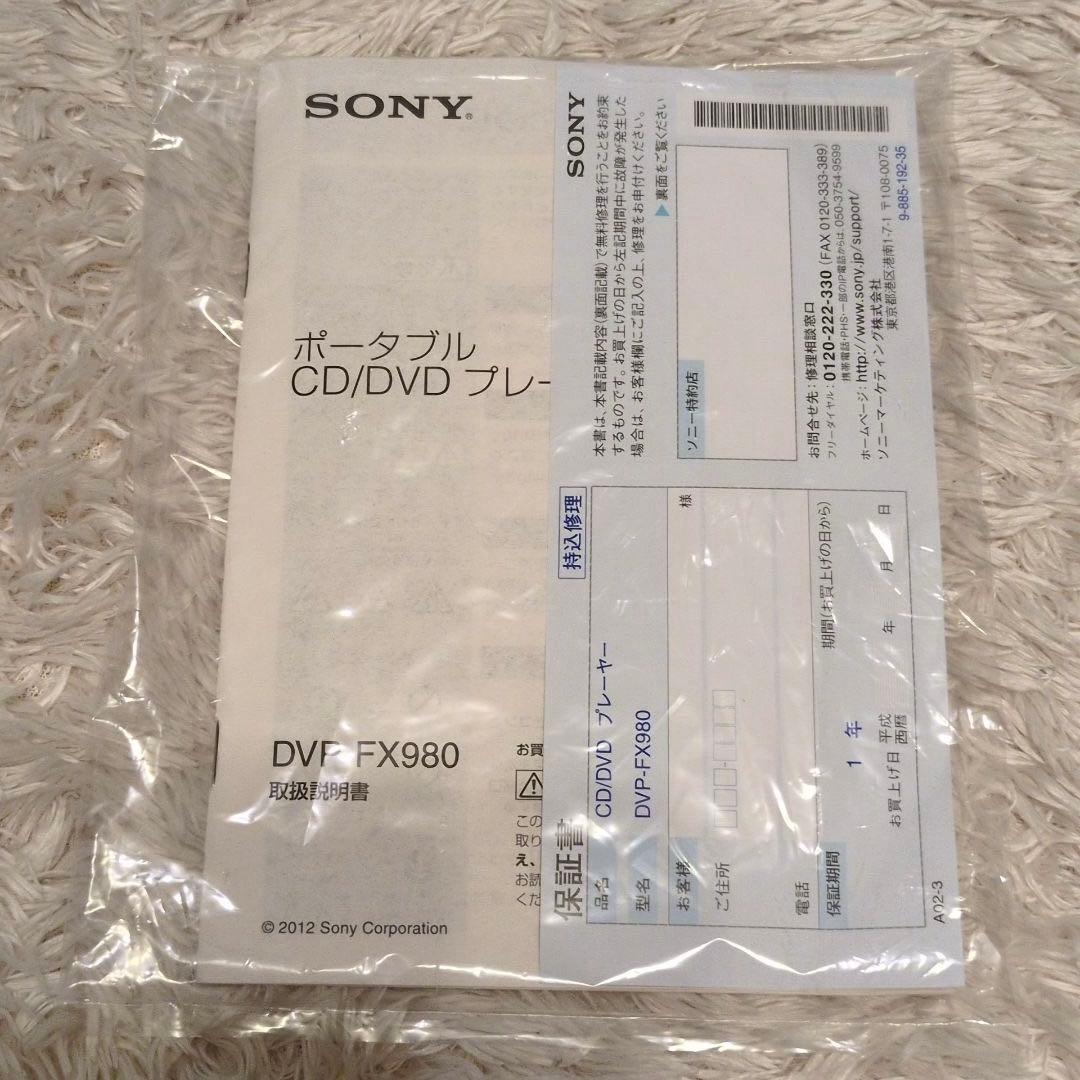 SONY®
ポータブル
CD/DVD プレー
DVP-FX980
取扱説明書
お買
この
取り
え、
お読
くだ
© 2012 Sony Corporation
SONY
本書は、本書記載内容(裏面記載)で無料修理を行うことをお約束
するものです。お買上げの日から左記期間中に故障が発生した
場合は、お客様欄にご記入の上、修理をお申付けください。
▶裏面をご覧ください
ソニー特約店
お問合せ先:修理相談窓口
フリーダイヤル:0120-222-330 (FAX 0120-333-389)
携帯電話・PHS・一部のIP電話からは、050-3754-9599
ホームページ:http://www.sony.jp/support/
ソニーマーケティング株式会社
東京都港区港南1-7-1 〒108-0075
9-885-192-35
保証書
持込修理
品名 CD/DVD プレーヤー
型名 DVP-FX980
お客様 様
ご住所
電話
保証期間 期間(お買上げの日から)
1 年
お買上げ日 平成 西暦 年 月 日
A02-3